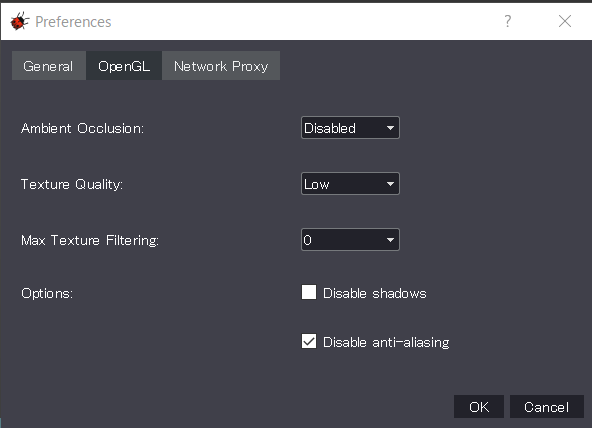 Preferences
General OpenGL Network Proxy
Ambient Occlusion: Disabled
Texture Quality: Low
Max Texture Filtering: 0
Options: Disable shadows
Disable anti-aliasing
OK Cancel